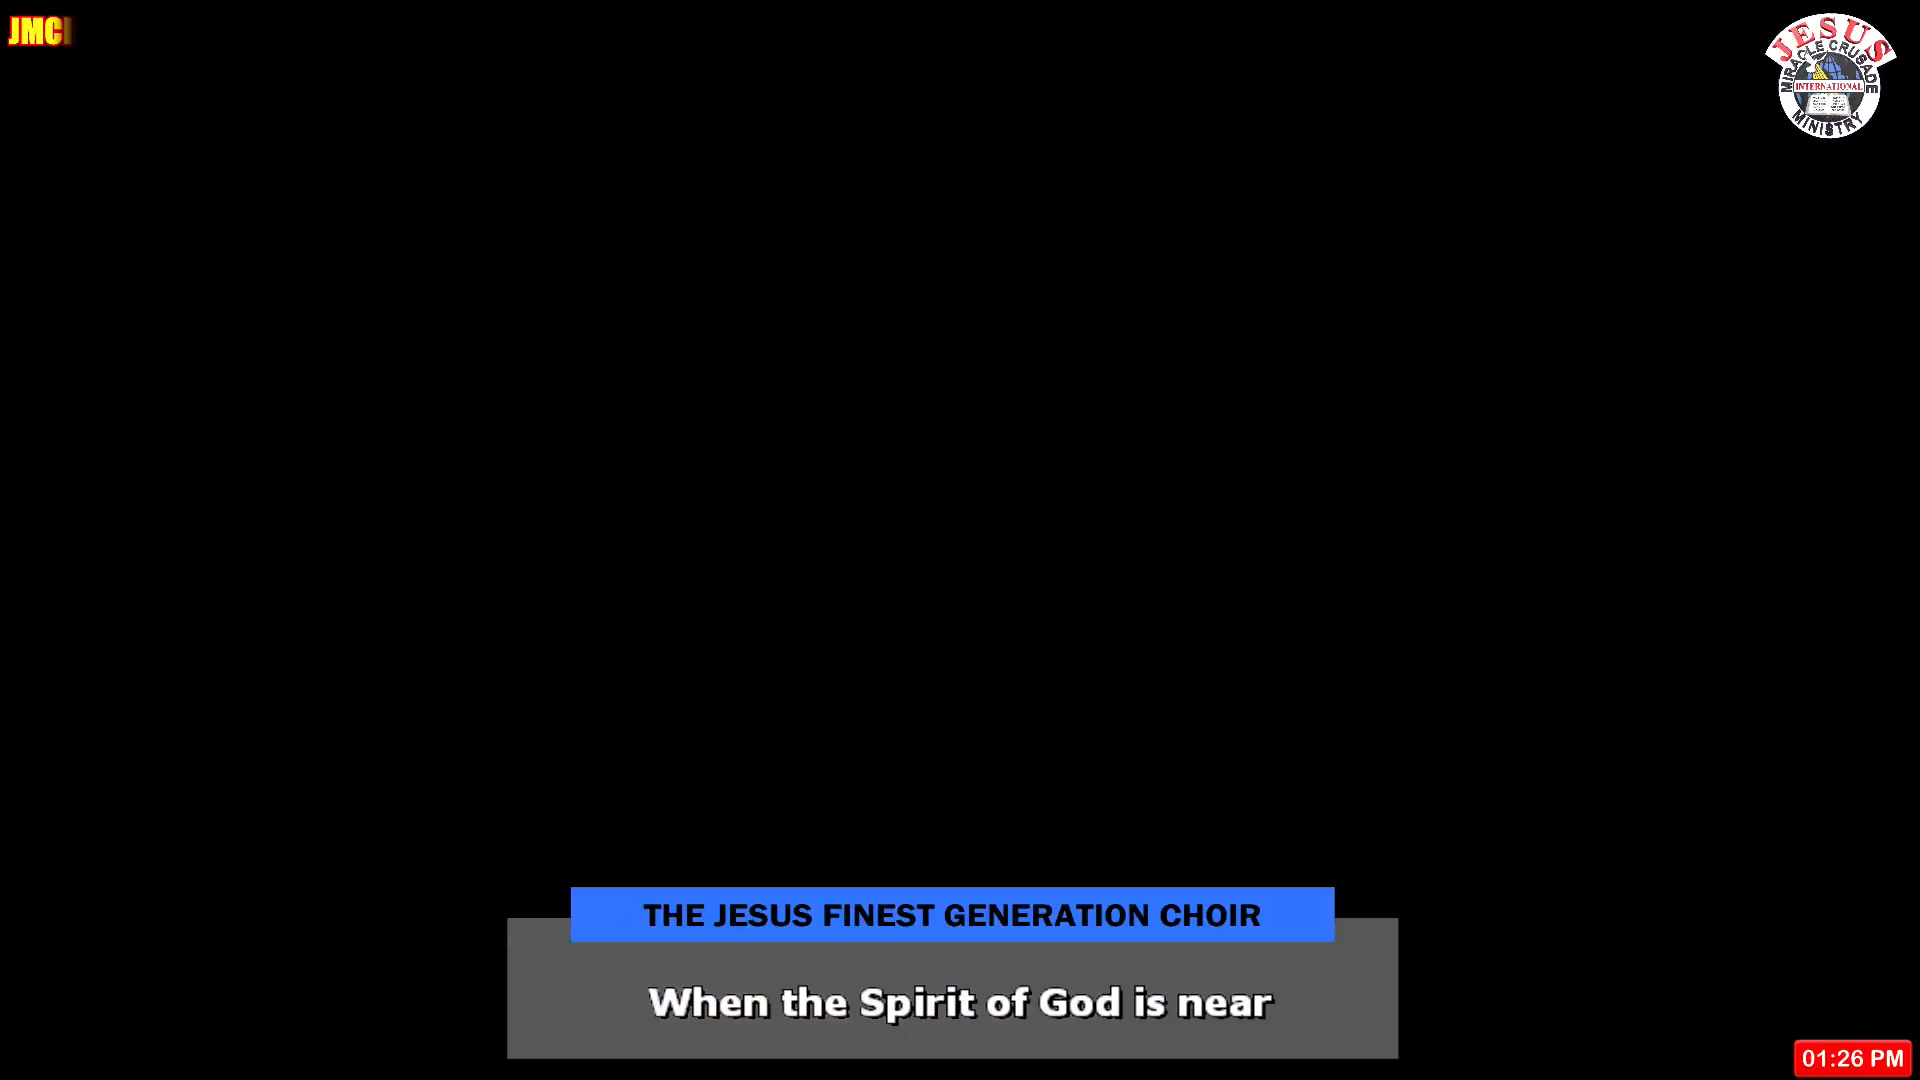 JMC
JESUS
MIRACLE CRUSADE
INTERNATIONAL
MINISTRY
THE JESUS FINEST GENERATION CHOIR
When the Spirit of God is near
01:26 PM